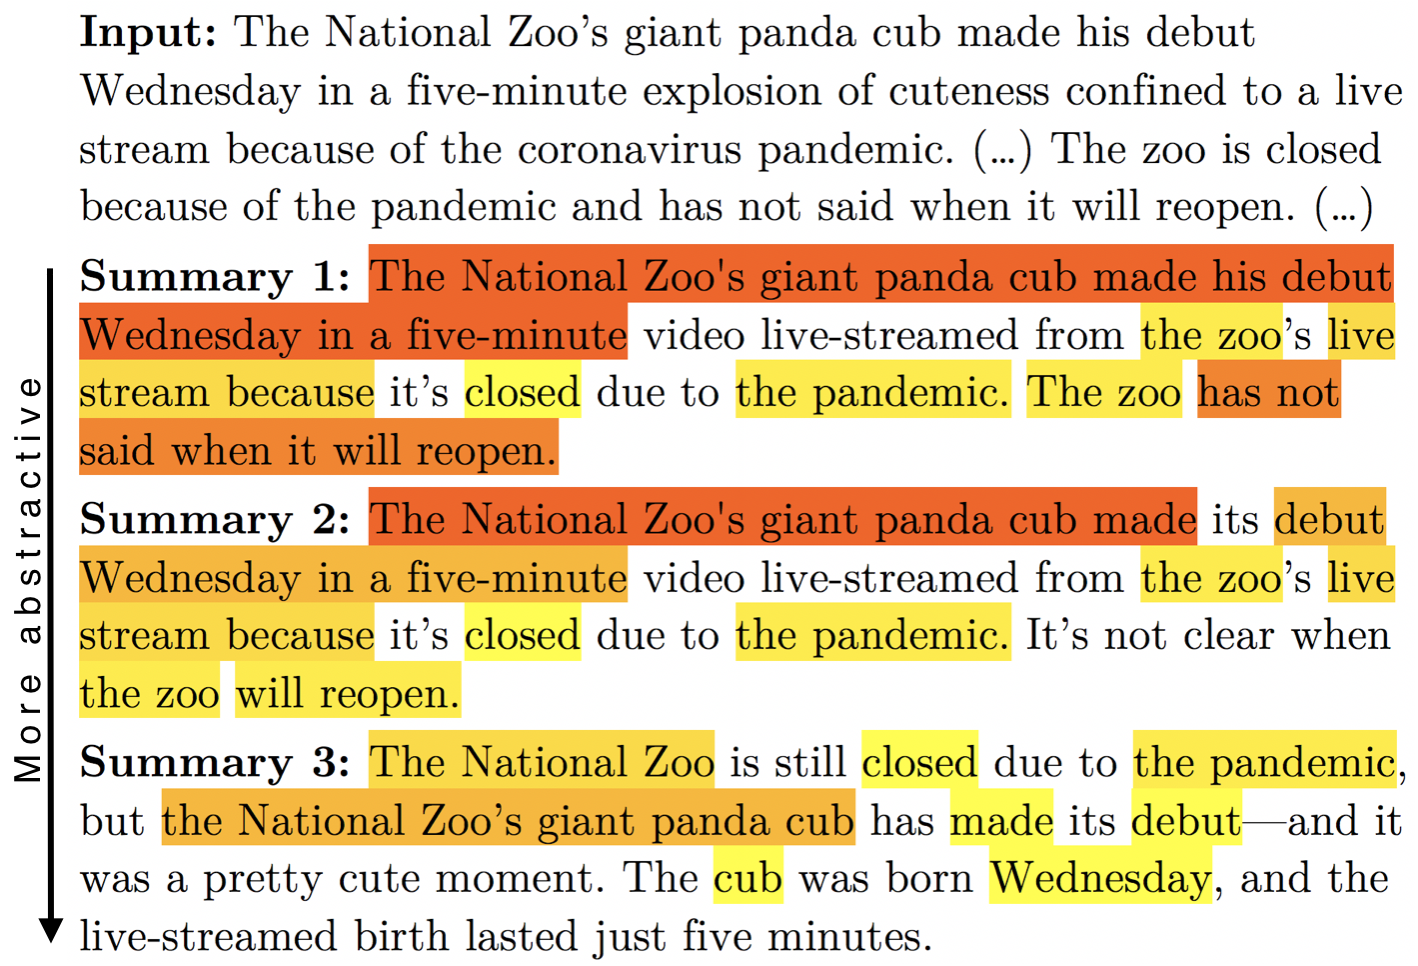 Input: The National Zoo’s giant panda cub made his debut
Wednesday in a five-minute explosion of cuteness confined to a live
stream because of the coronavirus pandemic. (...) The zoo is closed
because of the pandemic and has not said when it will reopen. (...)
Summary 1: The National Zoo's giant panda cub made his debut
Wednesday in a five-minute video live-streamed from the zoo’s live
stream because it’s closed due to the pandemic. The zoo has not
said when it will reopen.
Summary 2: The National Zoo's giant panda cub made its debut
Wednesday in a five-minute video live-streamed from the zoo’s live
stream because it’s closed due to the pandemic. It’s not clear when
the zoo will reopen.
Summary 3: The National Zoo is still closed due to the pandemic,
but the National Zoo’s giant panda cub has made its debut—and it
was a pretty cute moment. The cub was born Wednesday, and the
live-streamed birth lasted just five minutes.
More abstractive